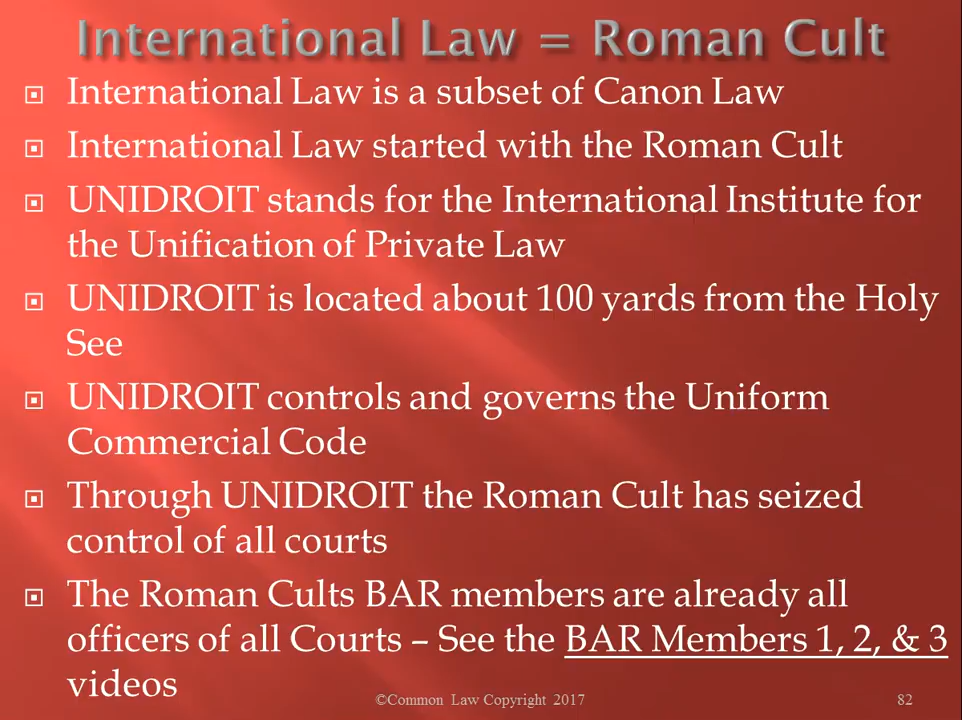 International Law = Roman Cult
International Law is a subset of Canon Law
International Law started with the Roman Cult
UNIDROIT stands for the International Institute for
the Unification of Private Law
UNIDROIT is located about 100 yards from the Holy
See
UNIDROIT controls and governs the Uniform
Commercial Code
Through UNIDROIT the Roman Cult has seized
control of all courts
The Roman Cults BAR members are already all
officers of all Courts – See the BAR Members 1, 2, & 3
videos
©Common Law Copyright 2017
82